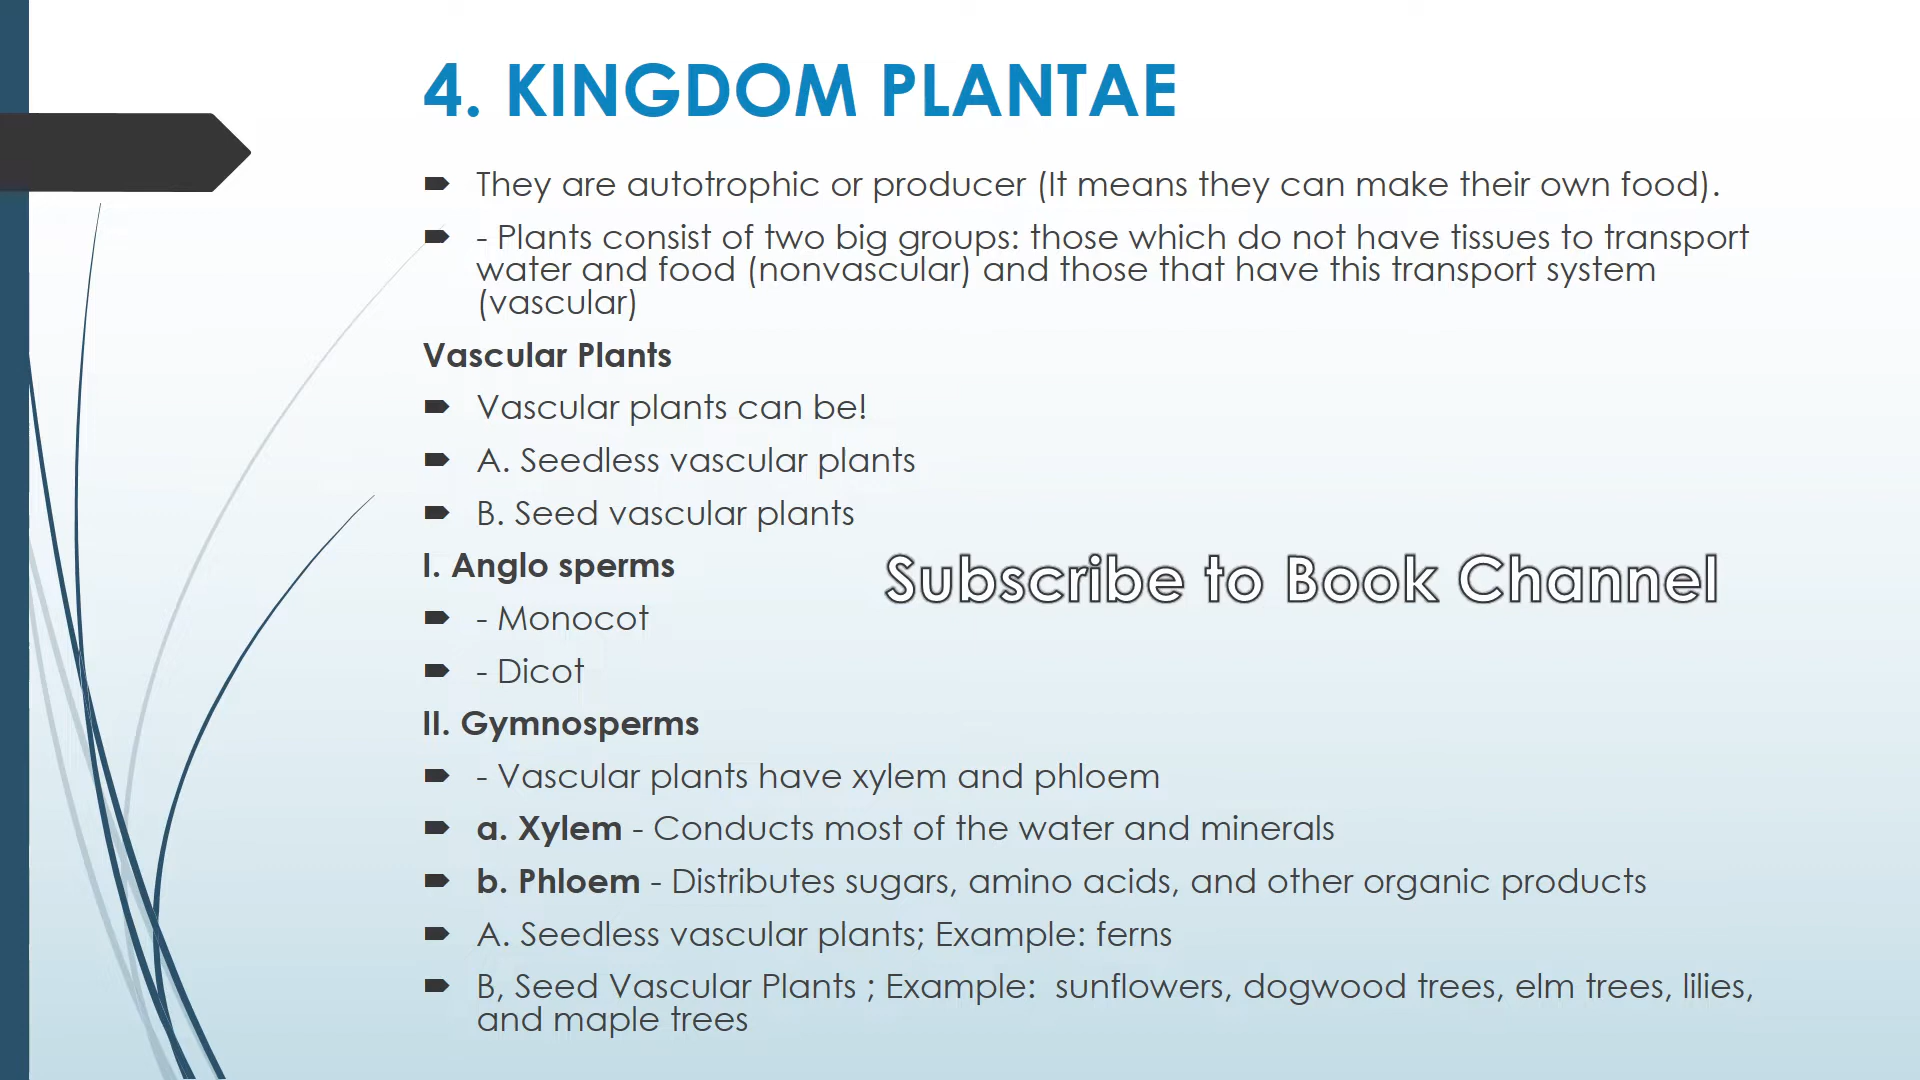 4. KINGDOM PLANTAE
They are autotrophic or producer (It means they can make their own food).
- Plants consist of two big groups: those which do not have tissues to transport
water and food (nonvascular) and those that have this transport system
(vascular)
Vascular Plants
Vascular plants can be!
A. Seedless vascular plants
B. Seed vascular plants
I. Anglo sperms
Subscribe to Book Channel
- Monocot
- Dicot
II. Gymnosperms
- Vascular plants have xylem and phloem
a. Xylem - Conducts most of the water and minerals
b. Phloem - Distributes sugars, amino acids, and other organic products
A. Seedless vascular plants; Example: ferns
B, Seed Vascular Plants ; Example:  sunflowers, dogwood trees, elm trees, lilies,
and maple trees